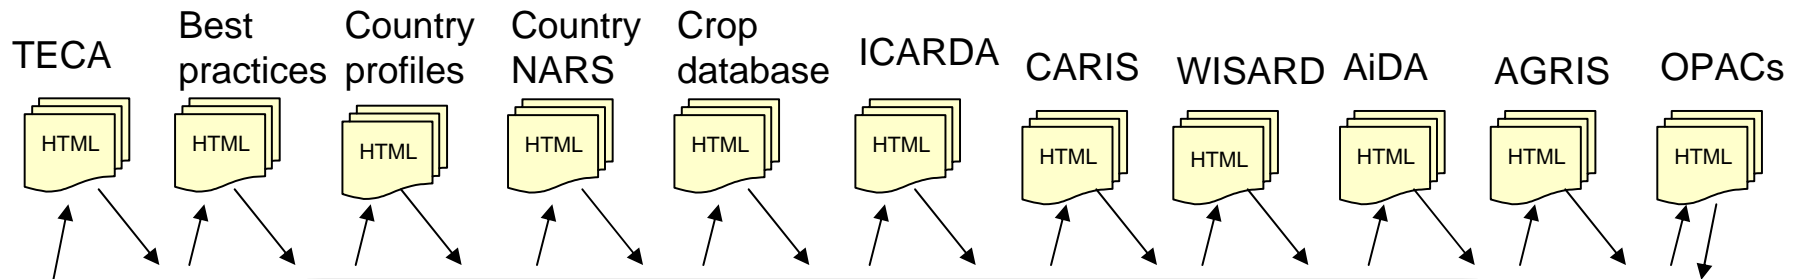 TECA
Best
practices
Country
profiles
Country
NARS
Crop
database
ICARDA
CARIS
WISARD
AiDA
AGRIS
OPACs
HTML
HTML
HTML
HTML
HTML
HTML
HTML
HTML
HTML
HTML
HTML